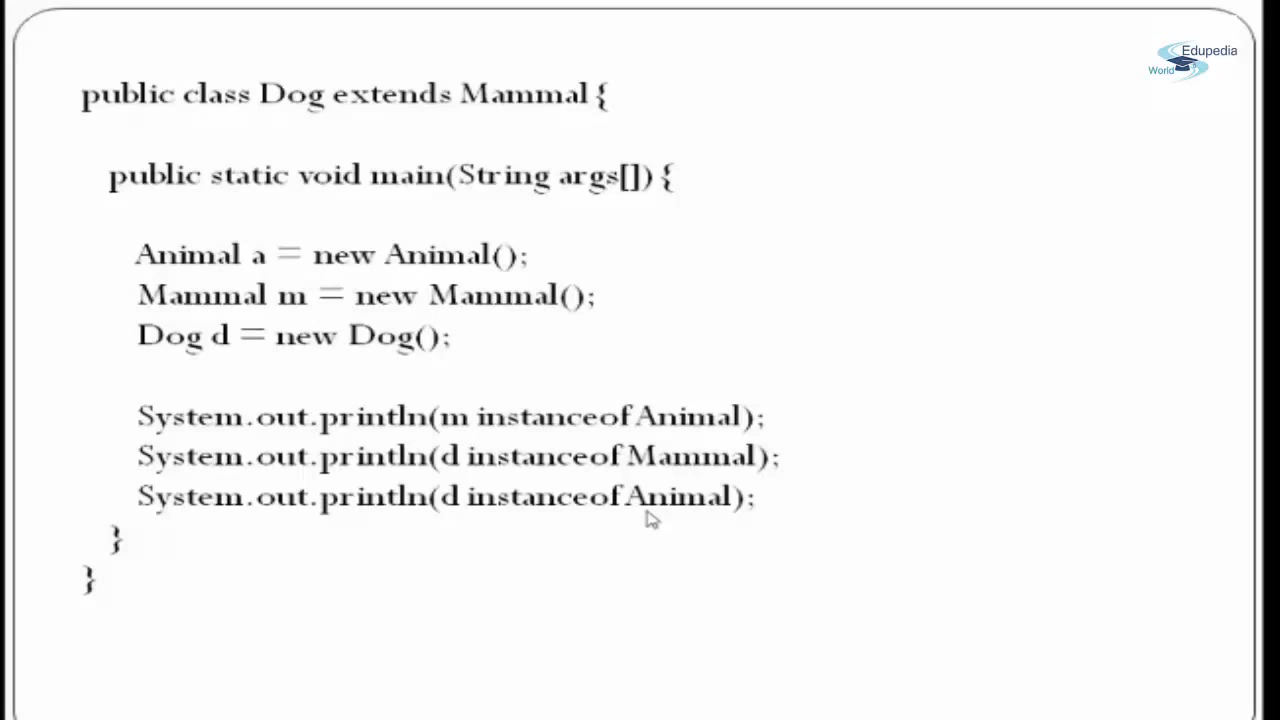 Edupedia
World
public class Dog extends Mammal {
public static void main(String args[]) {
Animal a = new Animal();
Mammal m = new Mammal();
Dog d = new Dog();
System.out.println(m instanceof Animal);
System.out.println(d instanceof Mammal);
System.out.println(d instanceof Animal);
}
}